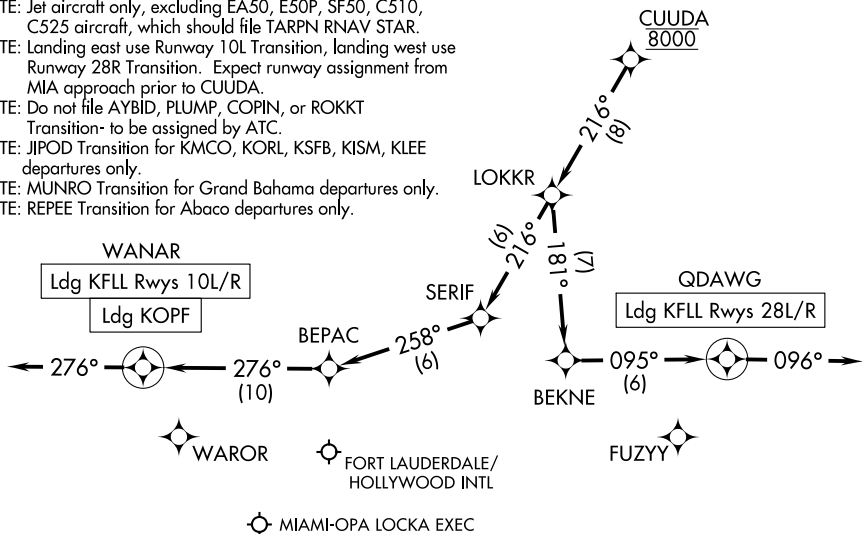 TE: Jet aircraft only, excluding EA50, E50P, SF50, C510,
C525 aircraft, which should file TARPN RNAV STAR.
TE: Landing east use Runway 10L Transition, landing west use
Runway 28R Transition. Expect runway assignment from
MIA approach prior to CUUDA.
TE: Do not file AYBID, PLUMP, COPIN, or ROKKT
Transition- to be assigned by ATC.
TE: JIPOD Transition for KMCO, KORL, KSFB, KISM, KLEE
departures only.
TE: MUNRO Transition for Grand Bahama departures only.
TE: REPEE Transition for Abaco departures only.
CUUDA
8000
216°
(8)
LOKKR
(6)
216°
181°
(7)
WANAR
Ldg KFLL Rwys 10L/R
Ldg KOPF
SERIF
QDAWG
Ldg KFLL Rwys 28L/R
BEPAC
258°
(6)
276°
276°
(10)
095°
(6)
096°
BEKNE
WAROR
FORT LAUDERDALE/
HOLLYWOOD INTL
FUZYY
MIAMI-OPA LOCKA EXEC